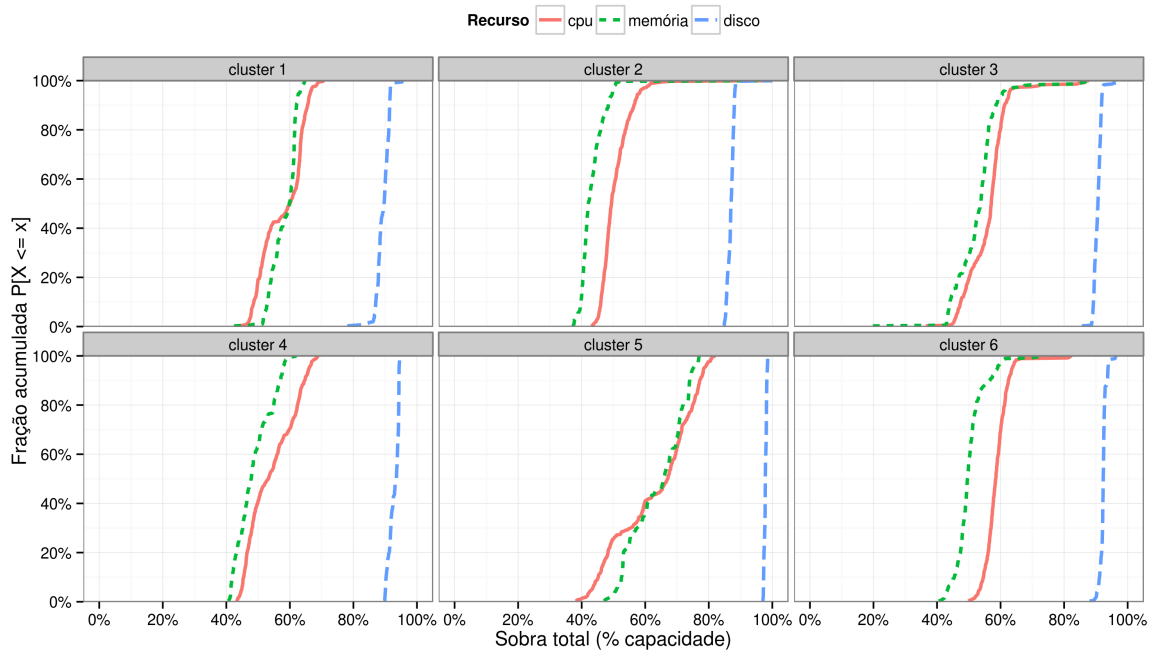 Recurso cpu memória disco
cluster 1 cluster 2 cluster 3
100%
80%
60%
40%
20%
0%
cluster 4 cluster 5 cluster 6
100%
80%
60%
40%
20%
0%
0% 20% 40% 60% 80% 100% 0% 20% 40% 60% 80% 100% 0% 20% 40% 60% 80% 100%
Sobra total (% capacidade)
Fração acumulada P[X <= x]